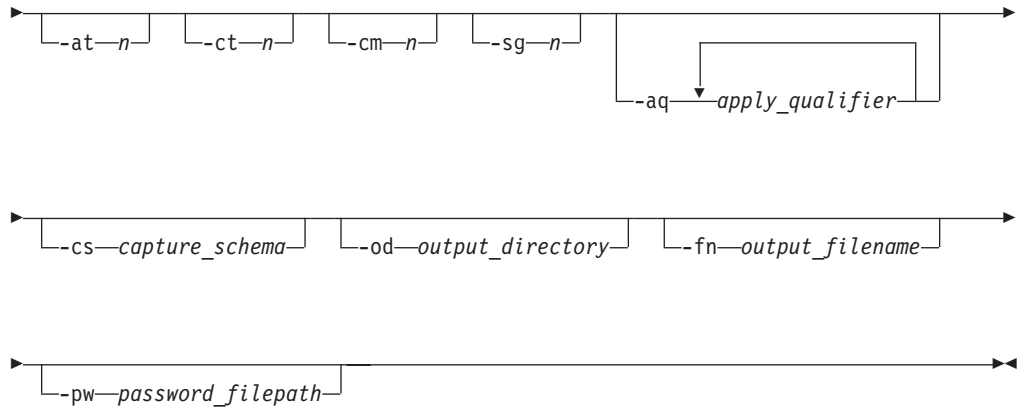 -at n -ct n -cm n -sg n
-aq apply_qualifier
-cs capture_schema -od output_directory -fn output_filename
-pw password_filepath